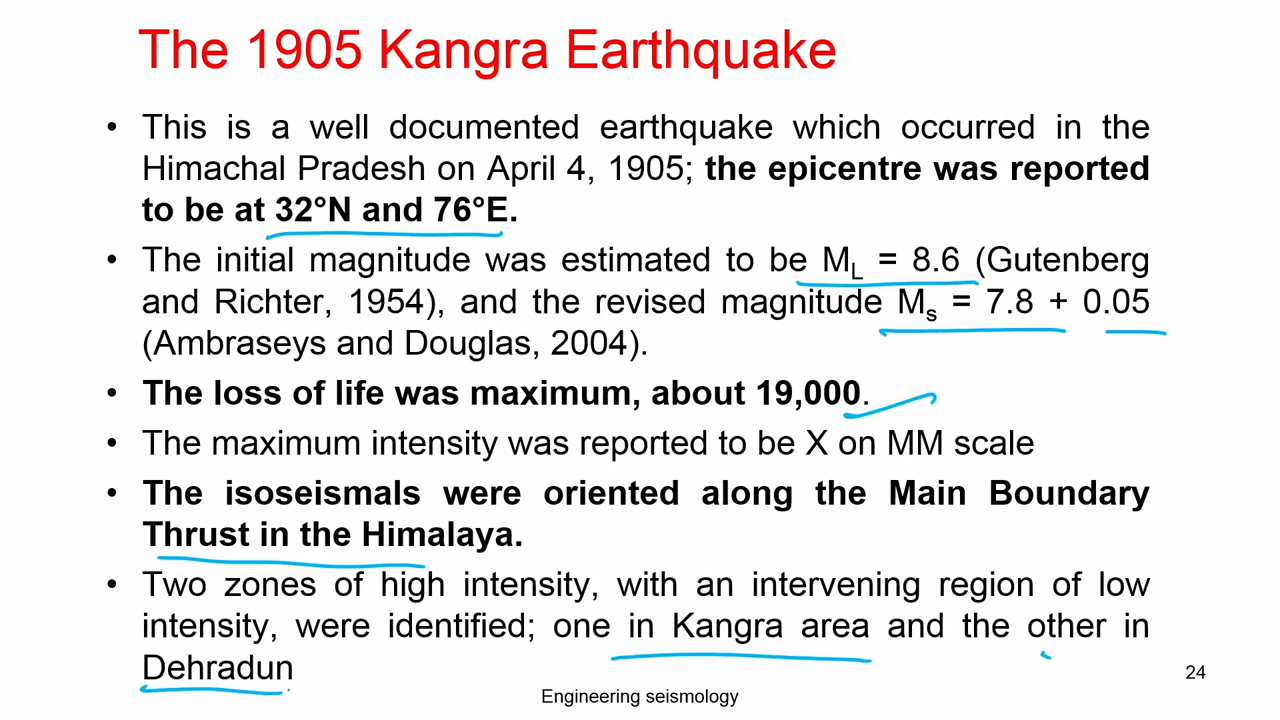 The 1905 Kangra Earthquake
• This is a well documented earthquake which occurred in the
Himachal Pradesh on April 4, 1905; the epicentre was reported
to be at 32°N and 76°E.
• The initial magnitude was estimated to be ML = 8.6 (Gutenberg
and Richter, 1954), and the revised magnitude Ms = 7.8 + 0.05
(Ambraseys and Douglas, 2004).
• The loss of life was maximum, about 19,000.
• The maximum intensity was reported to be X on MM scale
• The isoseismals were oriented along the Main Boundary
Thrust in the Himalaya.
• Two zones of high intensity, with an intervening region of low
intensity, were identified; one in Kangra area and the other in
Dehradun
24
Engineering seismology